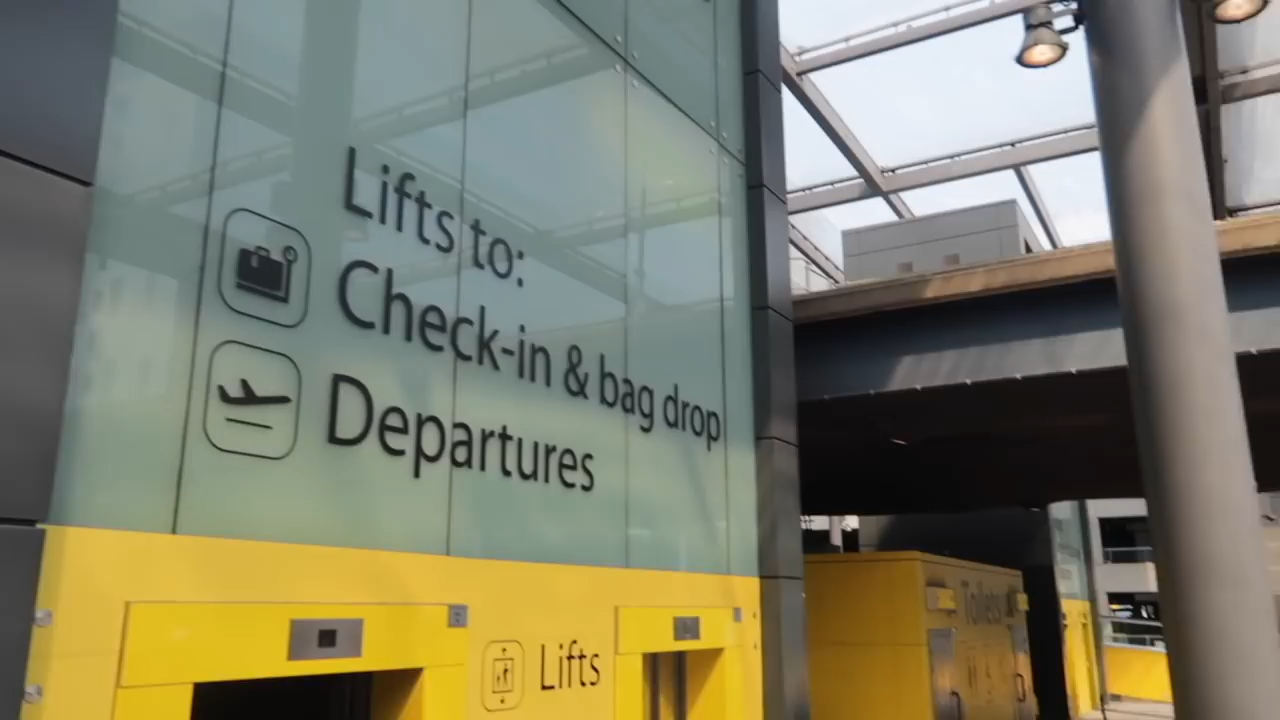 Lifts to:
Check-in & bag drop
Departures
Lifts
Toilets